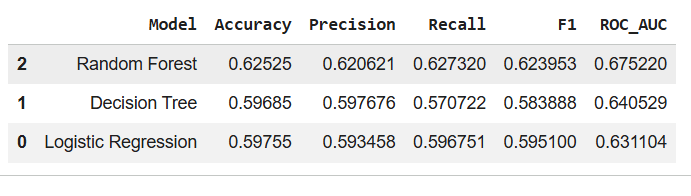 Model Accuracy Precision Recall F1 ROC_AUC
2 Random Forest 0.62525 0.620621 0.627320 0.623953 0.675220
1 Decision Tree 0.59685 0.597676 0.570722 0.583888 0.640529
0 Logistic Regression 0.59755 0.593458 0.596751 0.595100 0.631104